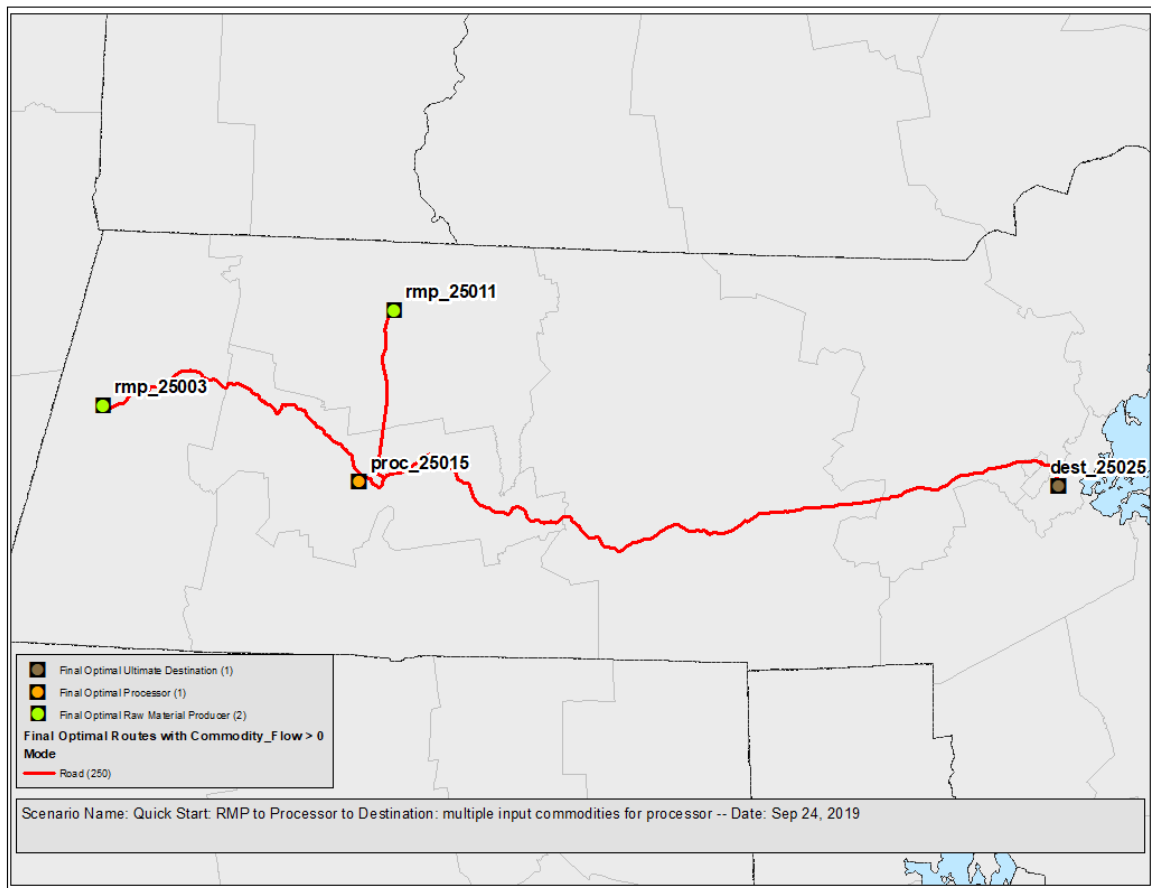 rmp_25011
rmp_25003
proc_25015
dest_25025
Final Optimal Ultimate Destination (1)
Final Optimal Processor (1)
Final Optimal Raw Material Producer (2)
Final Optimal Routes with Commodity_Flow > 0
Mode
Road (250)
Scenario Name: Quick Start: RMP to Processor to Destination: multiple input commodities for processor -- Date: Sep 24, 2019